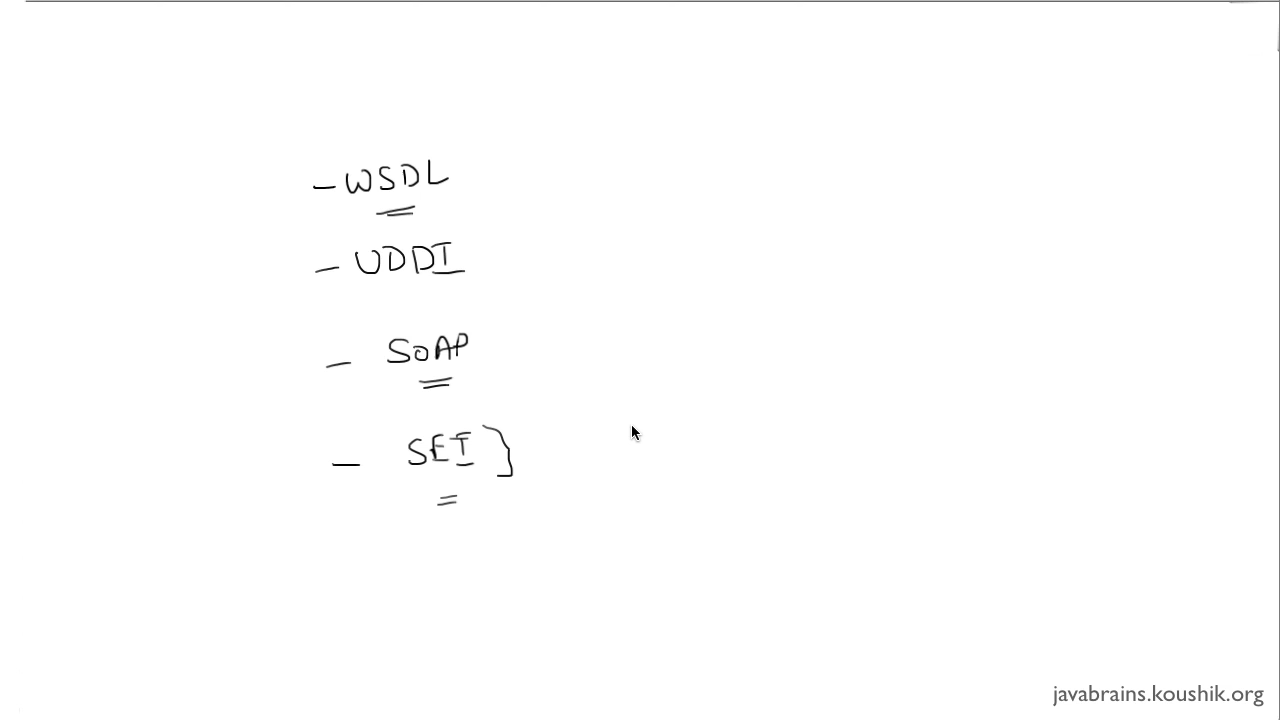 - WSDL
- UDDI
- SOAP
- SEI }
javabrains.koushik.org